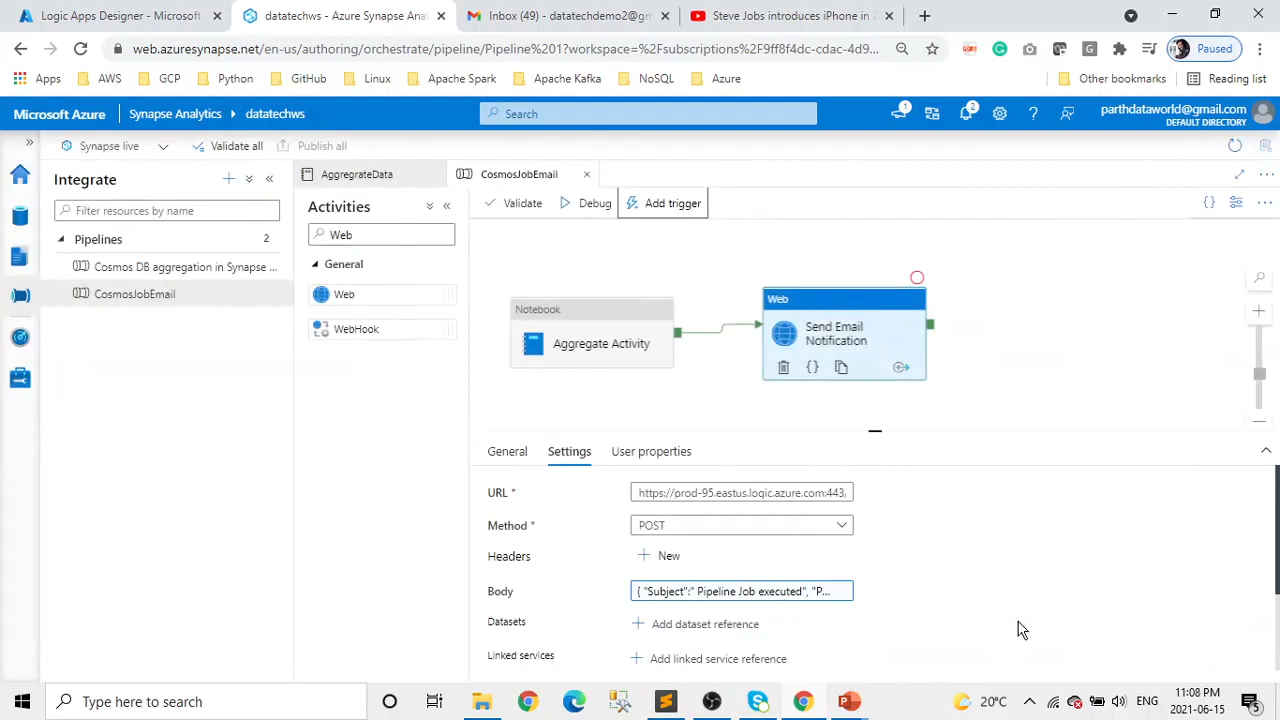 Logic Apps Designer - Microsoft
datatechws - Azure Synapse Anal
Inbox (49) - datatechdemo2@gma
Steve Jobs introduces iPhone in 2
web.azuresynapse.net/en-us/authoring/orchestrate/pipeline/Pipeline%201?workspace=%2Fsubscriptions%2F9ff8f4dc-cdac-4d9...
Paused
Apps
AWS
GCP
Python
GitHub
Linux
Apache Spark
Apache Kafka
NoSQL
Azure
Other bookmarks
Reading list
Microsoft Azure
Synapse Analytics
datatechws
Search
1
2
parthdataworld@gmail.com
DEFAULT DIRECTORY
Synapse live
Validate all
Publish all
Integrate
Filter resources by name
Pipelines
2
Cosmos DB aggregation in Synapse ...
CosmosJobEmail
AggregrateData
CosmosJobEmail
Activities
Web
General
Web
WebHook
Validate
Debug
Add trigger
Notebook
Aggregate Activity
Web
Send Email
Notification
General
Settings
User properties
URL *
https://prod-95.eastus.logic.azure.com:443/
Method *
POST
Headers
New
Body
{ "Subject":" Pipeline Job executed", "P...
Datasets
Add dataset reference
Linked services
Add linked service reference
Type here to search
20°C
ENG
11:08 PM
2021-06-15
5